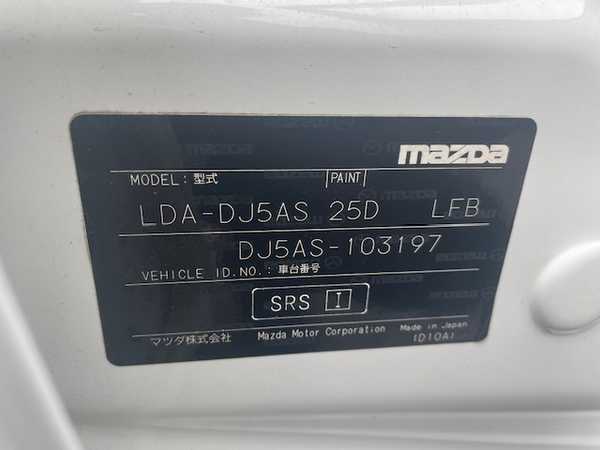 mazda
MODEL: 型式 PAINT
LDA-DJ5AS 25D LFB
DJ5AS-103197
VEHICLE ID.NO.: 車台番号
SRS I
マツダ株式会社 Mazda Motor Corporation Made in Japan
(D10A)